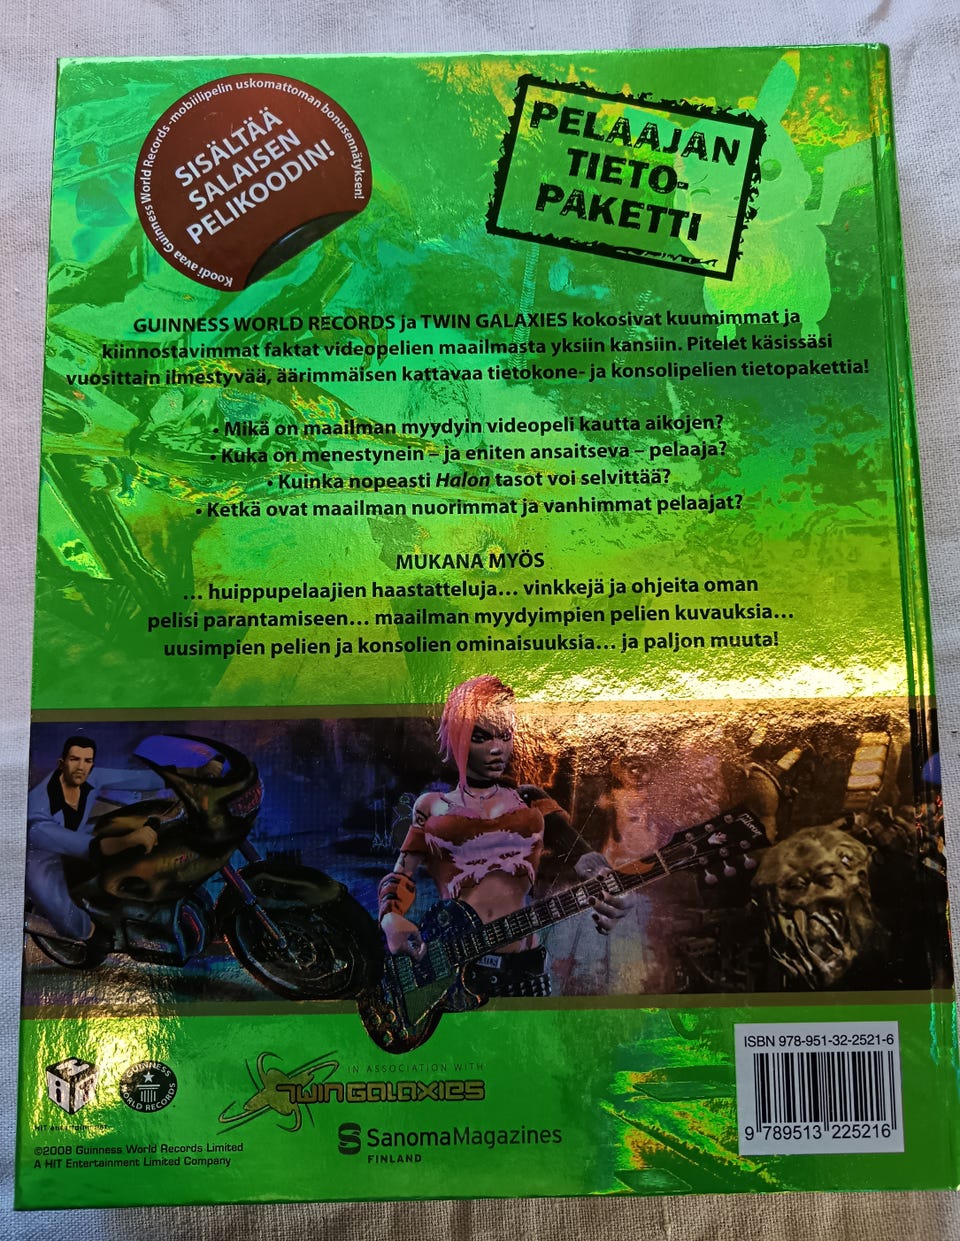 Koodi avaa Guinness World Records -mobiilipelin uskomattoman bonusennätyksen!
SISÄLTÄÄ
SALAISEN
PELIKOODIN!
PELAAJAN
TIETO-
PAKETTI
GUINNESS WORLD RECORDS ja TWIN GALAXIES kokosivat kuumimmat ja
kiinnostavimmat faktat videopelien maailmasta yksiin kansiin. Pitelet käsissäsi
vuosittain ilmestyvää, äärimmäisen kattavaa tietokone- ja konsolipelien tietopakettia!
• Mikä on maailman myydyin videopeli kautta aikojen?
• Kuka on menestynein – ja eniten ansaitseva – pelaaja?
• Kuinka nopeasti Halon tasot voi selvittää?
• Ketkä ovat maailman nuorimmat ja vanhimmat pelaajat?
MUKANA MYÖS
... huippupelaajien haastatteluja... vinkkejä ja ohjeita oman
pelisi parantamiseen... maailman myydyimpien pelien kuvauksia...
uusimpien pelien ja konsolien ominaisuuksia... ja paljon muuta!
Gibson
HIT
HIT entertainment
GUINNESS
WORLD RECORDS
IN ASSOCIATION WITH
TWIN GALAXIES
SanomaMagazines
FINLAND
©2008 Guinness World Records Limited
A HIT Entertainment Limited Company
ISBN 978-951-32-2521-6
9 789513 225216